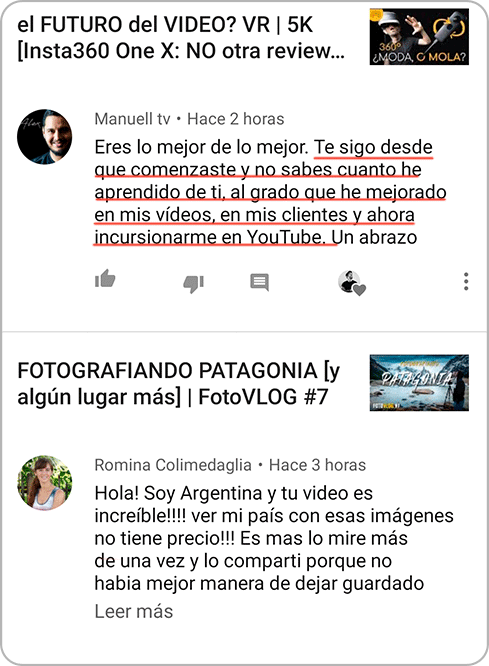 el FUTURO del VIDEO? VR | 5K
[Insta360 One X: NO otra review...
360º
¿MODA, O MOLA?
Manuell tv • Hace 2 horas
Eres lo mejor de lo mejor. Te sigo desde
que comenzaste y no sabes cuanto he
aprendido de ti, al grado que he mejorado
en mis vídeos, en mis clientes y ahora
incursionarme en YouTube. Un abrazo
FOTOGRAFIANDO PATAGONIA [y
algún lugar más] | FotoVLOG #7
PATAGONIA
FOTOVLOG #7
Romina Colimedaglia • Hace 3 horas
Hola! Soy Argentina y tu video es
increíble!!!! ver mi país con esas imágenes
no tiene precio!!! Es mas lo mire más
de una vez y lo comparti porque no
habia mejor manera de dejar guardado
Leer más